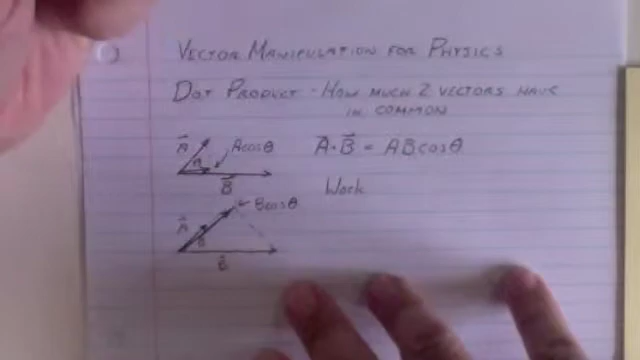 VECTOR MANIPULATION FOR PHYSICS
DOT PRODUCT - HOW MUCH 2 VECTORS HAVE
IN COMMON
A⃗ θ Acosθ
B⃗
A⃗·B⃗ = ABcosθ
Work
Bcosθ
A⃗ θ
B⃗